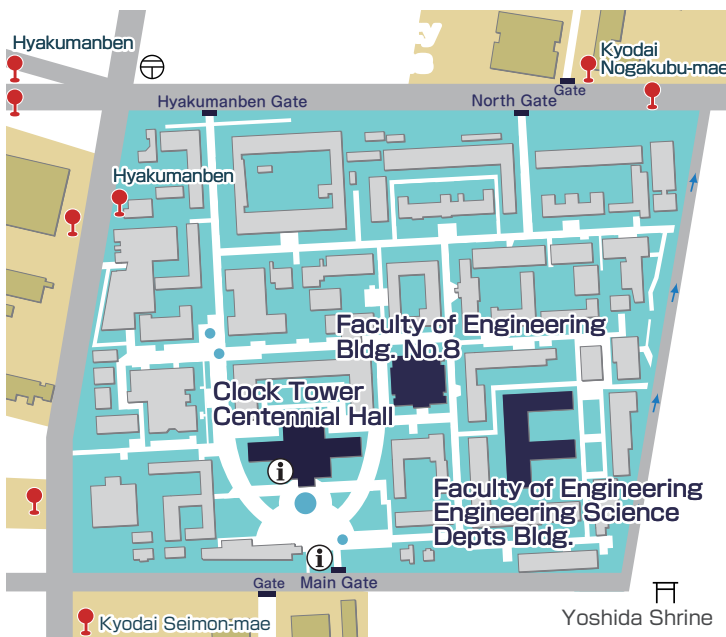 Hyakumanben
Kyodai
Nogakubu-mae
Gate
Hyakumanben Gate
North Gate
Hyakumanben
Faculty of Engineering
Bldg. No.8
Clock Tower
Centennial Hall
i
Faculty of Engineering
Engineering Science
Depts Bldg.
i
Gate
Main Gate
Yoshida Shrine
Kyodai Seimon-mae